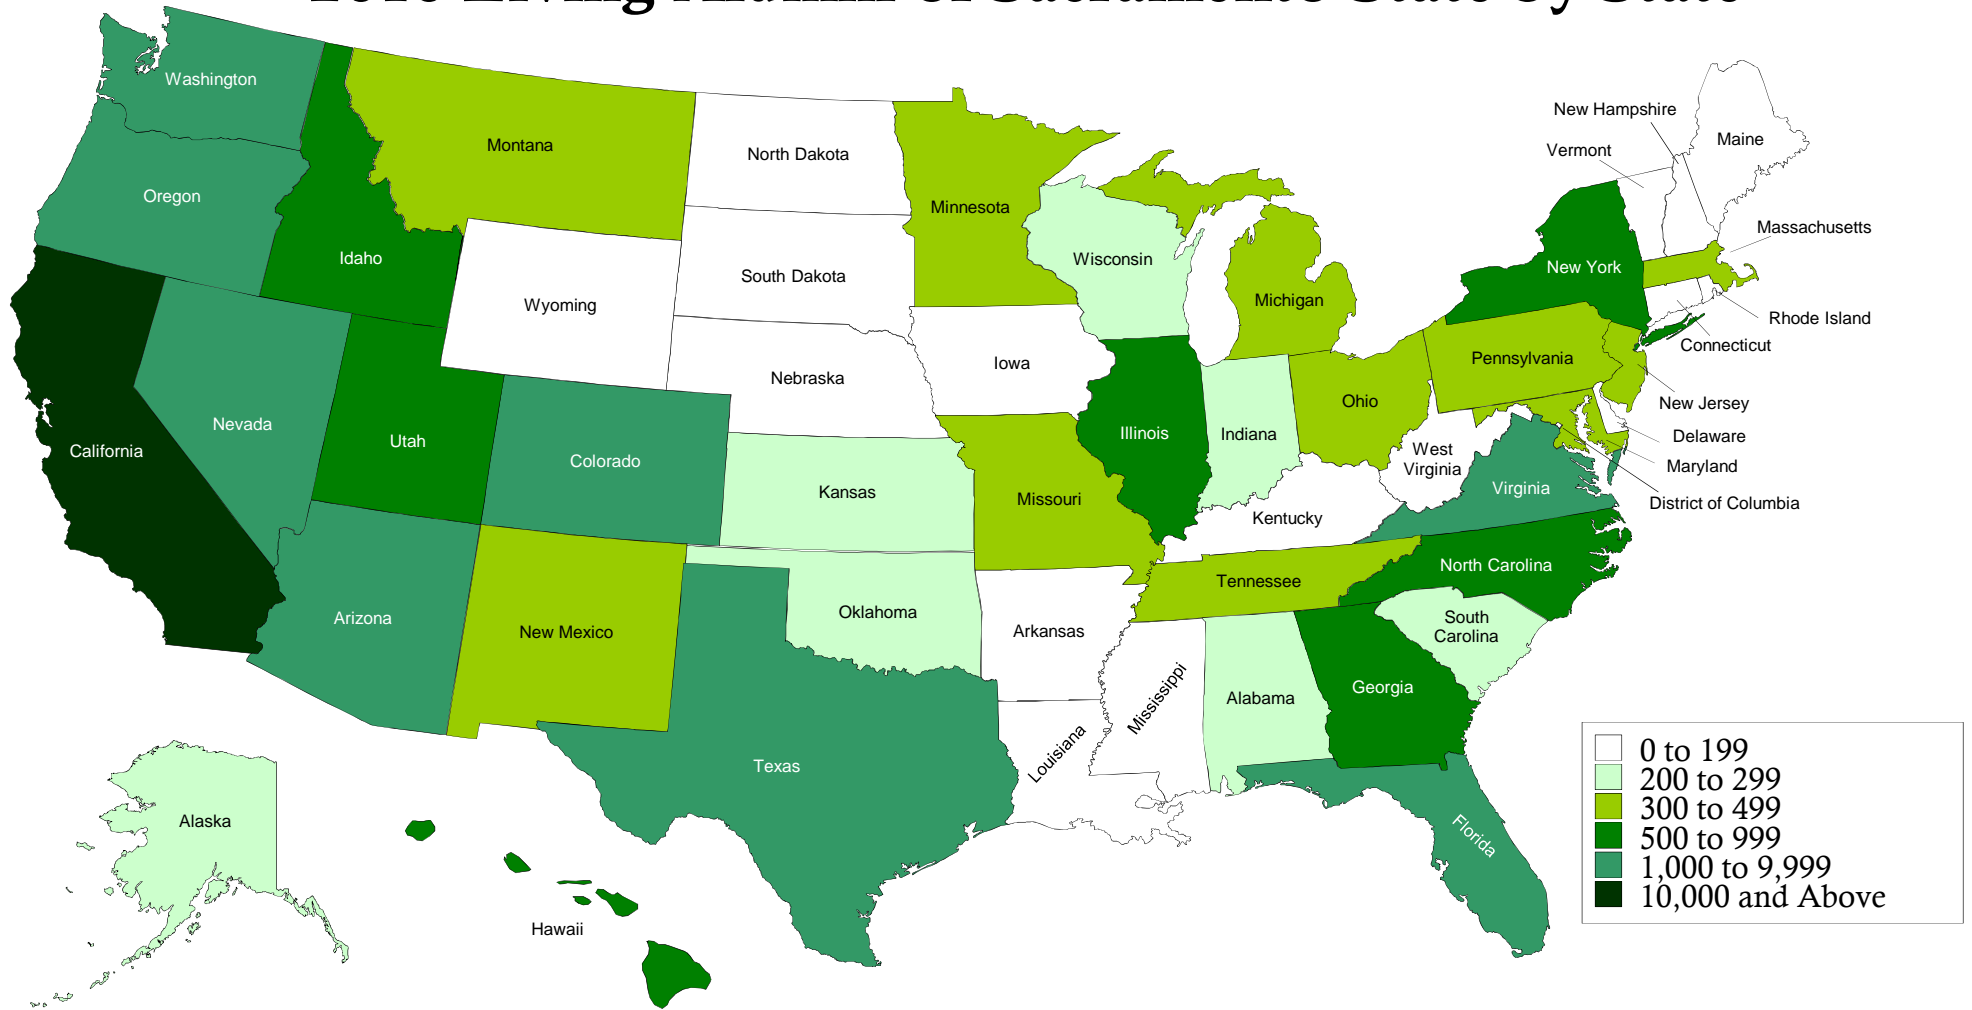 Washington
Montana
North Dakota
Minnesota
New Hampshire
Maine
Vermont
Oregon
Idaho
Massachusetts
Wisconsin
New York
South Dakota
Wyoming
Michigan
Rhode Island
Connecticut
Iowa
Nebraska
Pennsylvania
Ohio
New Jersey
Nevada
Utah
California
Colorado
Illinois
Indiana
Delaware
West
Virginia
Maryland
Kansas
Missouri
Virginia
District of Columbia
Kentucky
North Carolina
Tennessee
Arizona
New Mexico
Oklahoma
Arkansas
South
Carolina
Mississippi
Alabama
Georgia
Louisiana
Texas
Alaska
Florida
Hawaii
0 to 199
200 to 299
300 to 499
500 to 999
1,000 to 9,999
10,000 and Above